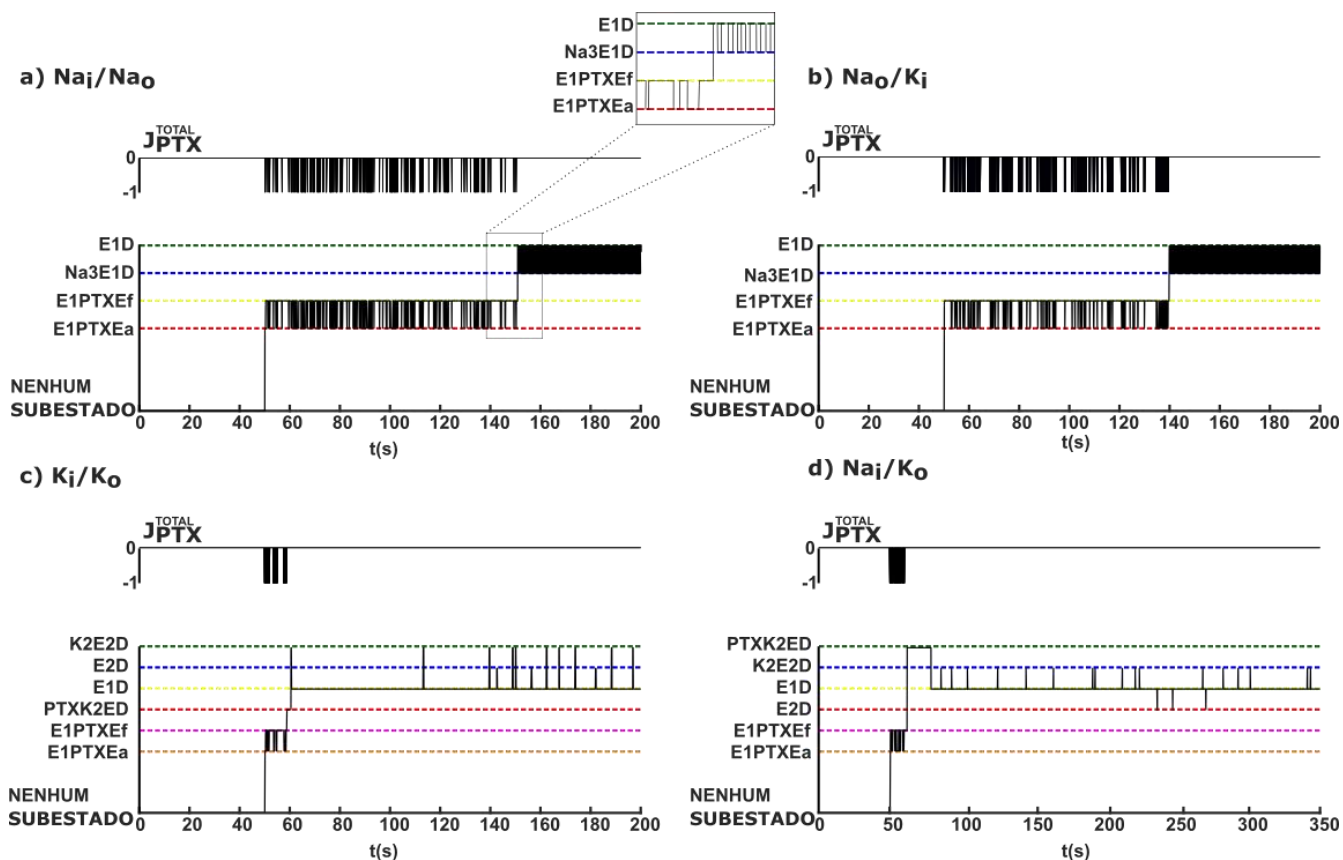 E1D
Na3E1D
E1PTXEf
E1PTXEa
a) Nai/Nao
JPTX TOTAL
0
-1
E1D
Na3E1D
E1PTXEf
E1PTXEa
NENHUM
SUBESTADO
0 20 40 60 80 100 120 140 160 180 200
t(s)
b) Nao/Ki
JPTX TOTAL
0
-1
E1D
Na3E1D
E1PTXEf
E1PTXEa
NENHUM
SUBESTADO
0 20 40 60 80 100 120 140 160 180 200
t(s)
c) Ki/Ko
JPTX TOTAL
0
-1
K2E2D
E2D
E1D
PTXK2ED
E1PTXEf
E1PTXEa
NENHUM
SUBESTADO
0 20 40 60 80 100 120 140 160 180 200
t(s)
d) Nai/Ko
JPTX TOTAL
0
-1
PTXK2ED
K2E2D
E1D
E2D
E1PTXEf
E1PTXEa
NENHUM
SUBESTADO
0 50 100 150 200 250 300 350
t(s)